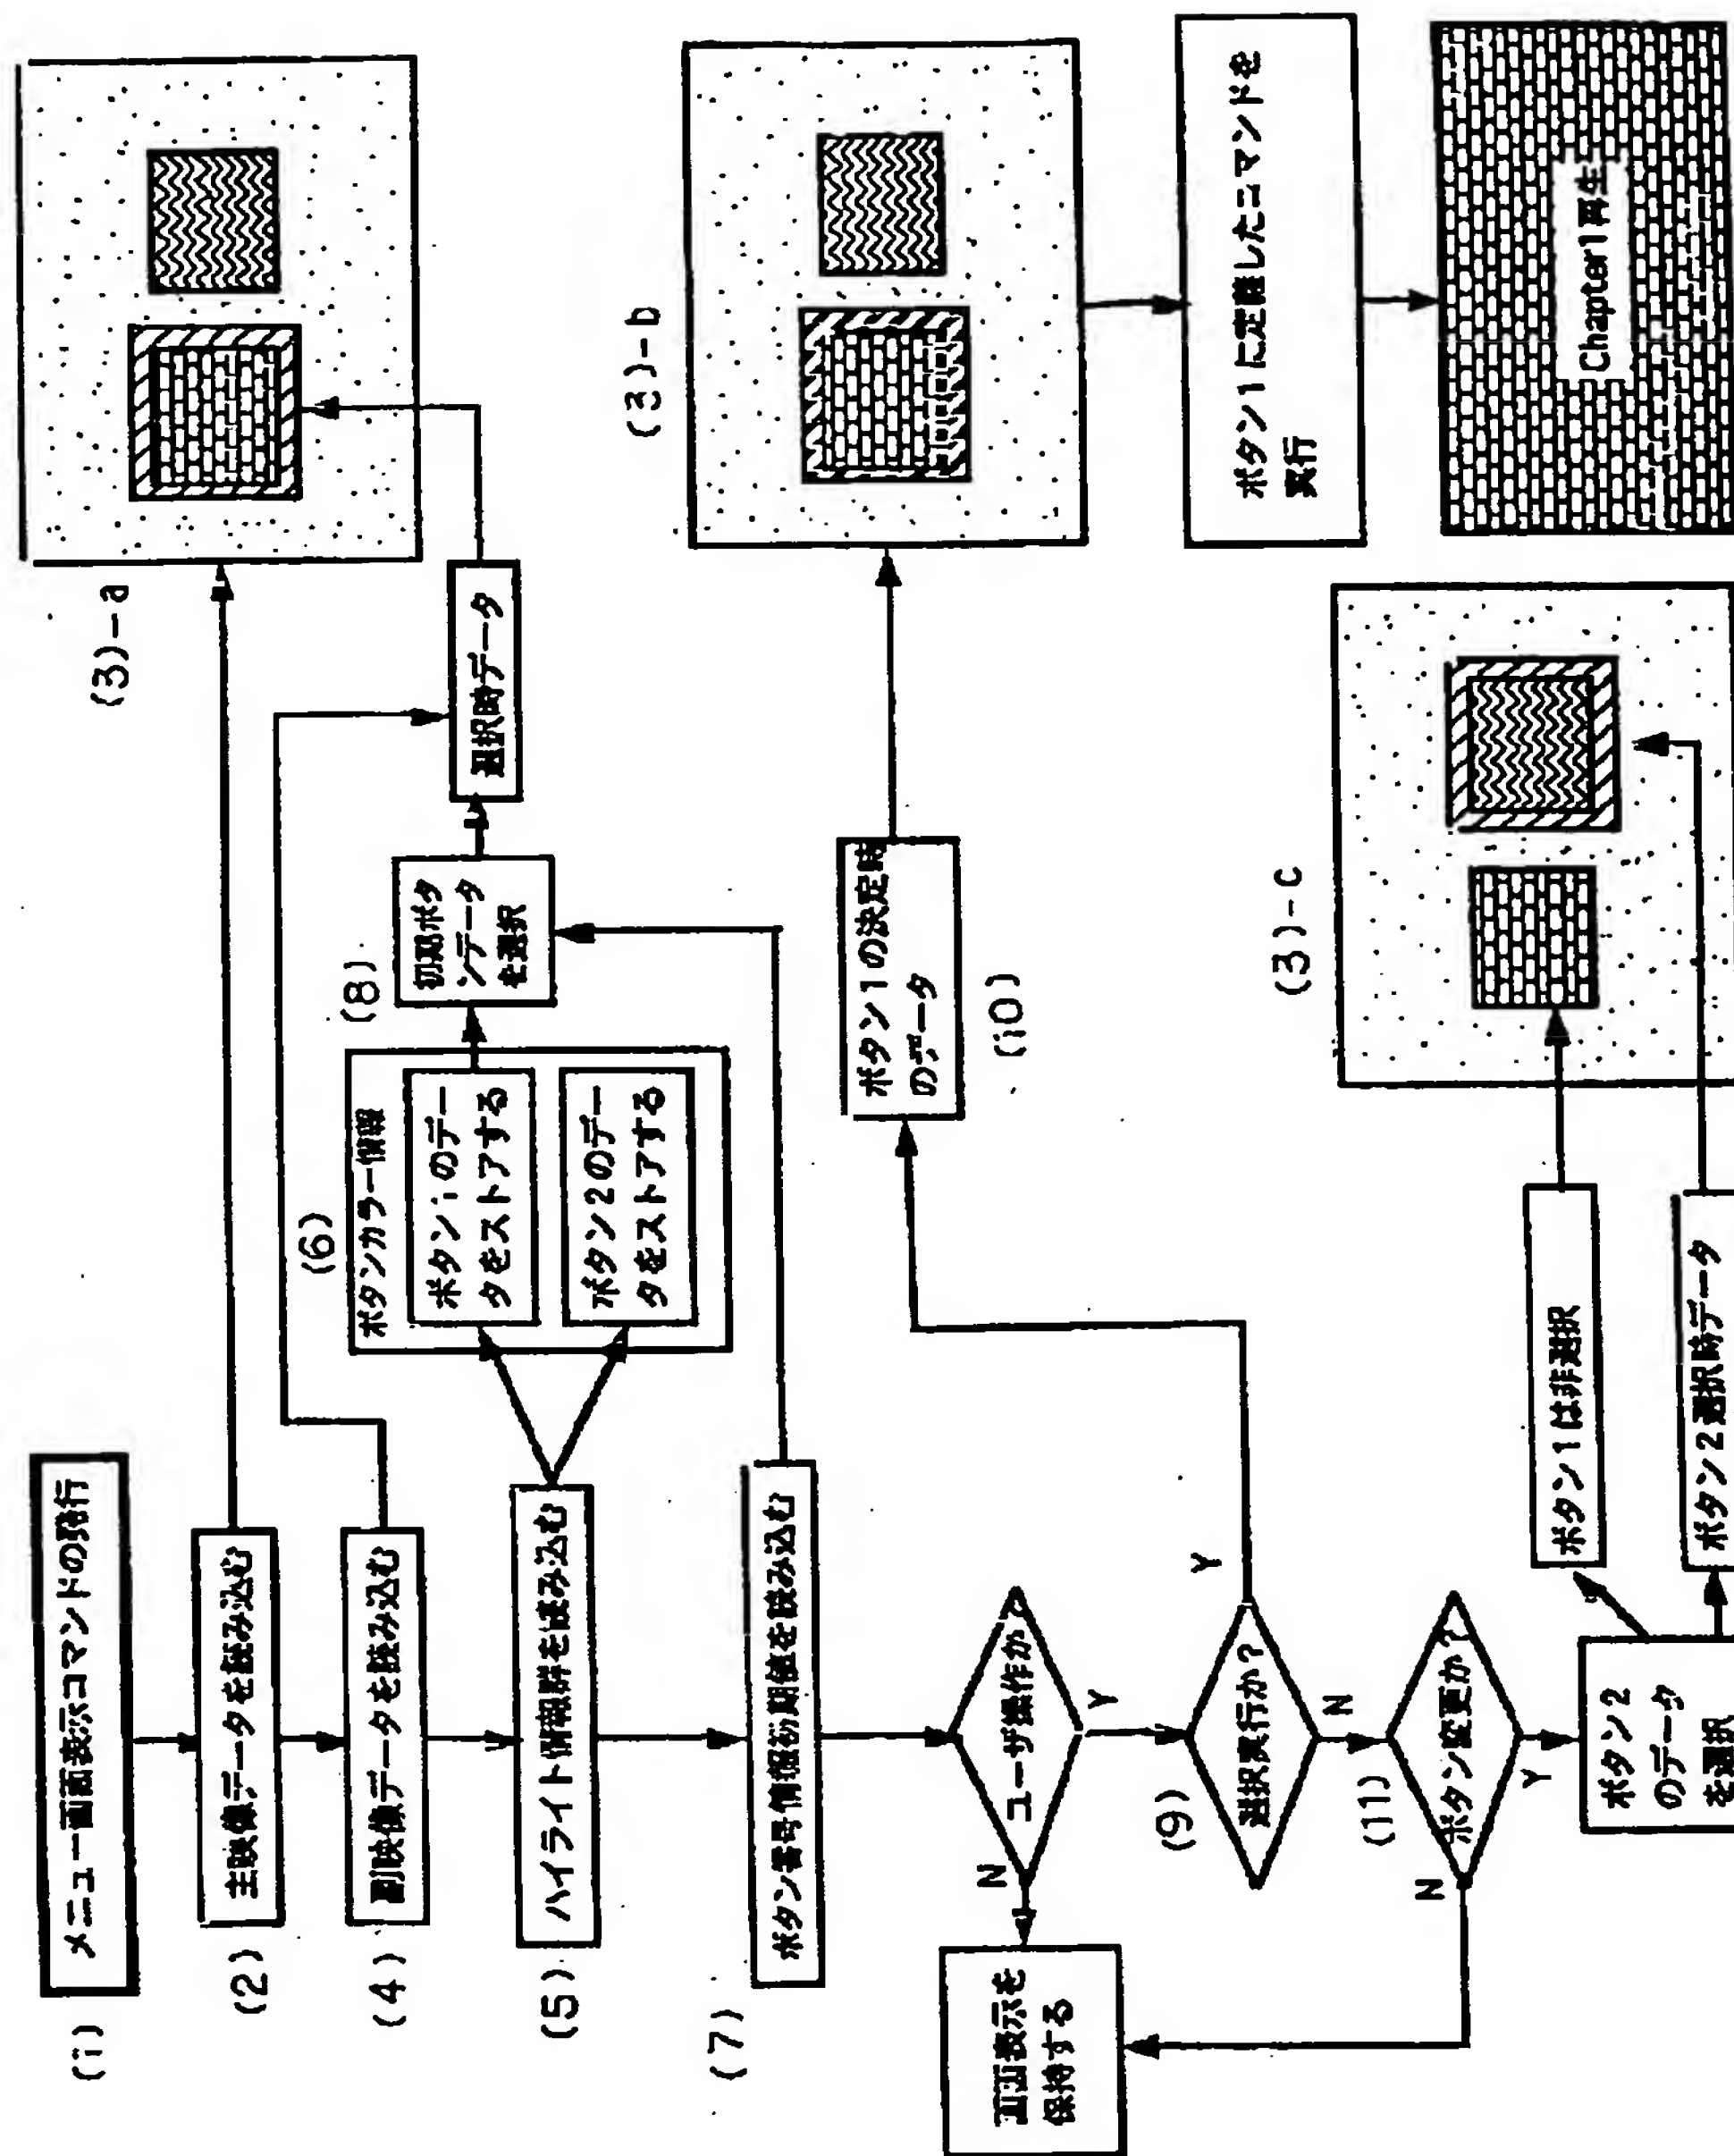 (1)
メニュー画面表示コマンドの発行
(2)
主映像データを読み込む
(3)-a
(4)
副映像データを読み込む
(5)
ハイライト情報群を読み込む
(6)
ボタンカラー情報
ボタン1のデー
タをストアする
ボタン2のデー
タをストアする
(7)
ボタン番号情報初期値を読み込む
(8)
初期ボタ
ンデータ
を選択
選択時データ
ユーザ操作か?
N
Y
画面表示を
保持する
(9)
選択実行か?
Y
N
ボタン1の決定時
のデータ
(10)
(3)-b
ボタン1に定義したコマンドを
実行
Chapter1再生
(11)
ボタン変更か?
N
Y
ボタン2
のデータ
を選択
ボタン1は非選択
ボタン2選択時データ
(3)-c